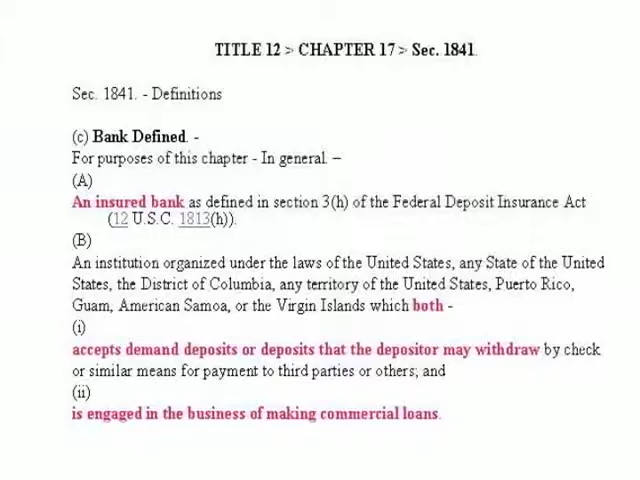 TITLE 12 > CHAPTER 17 > Sec. 1841.
Sec. 1841. - Definitions
(c) Bank Defined. -
For purposes of this chapter - In general. –
(A)
An insured bank as defined in section 3(h) of the Federal Deposit Insurance Act
(12 U.S.C. 1813(h)).
(B)
An institution organized under the laws of the United States, any State of the United
States, the District of Columbia, any territory of the United States, Puerto Rico,
Guam, American Samoa, or the Virgin Islands which both -
(i)
accepts demand deposits or deposits that the depositor may withdraw by check
or similar means for payment to third parties or others; and
(ii)
is engaged in the business of making commercial loans.